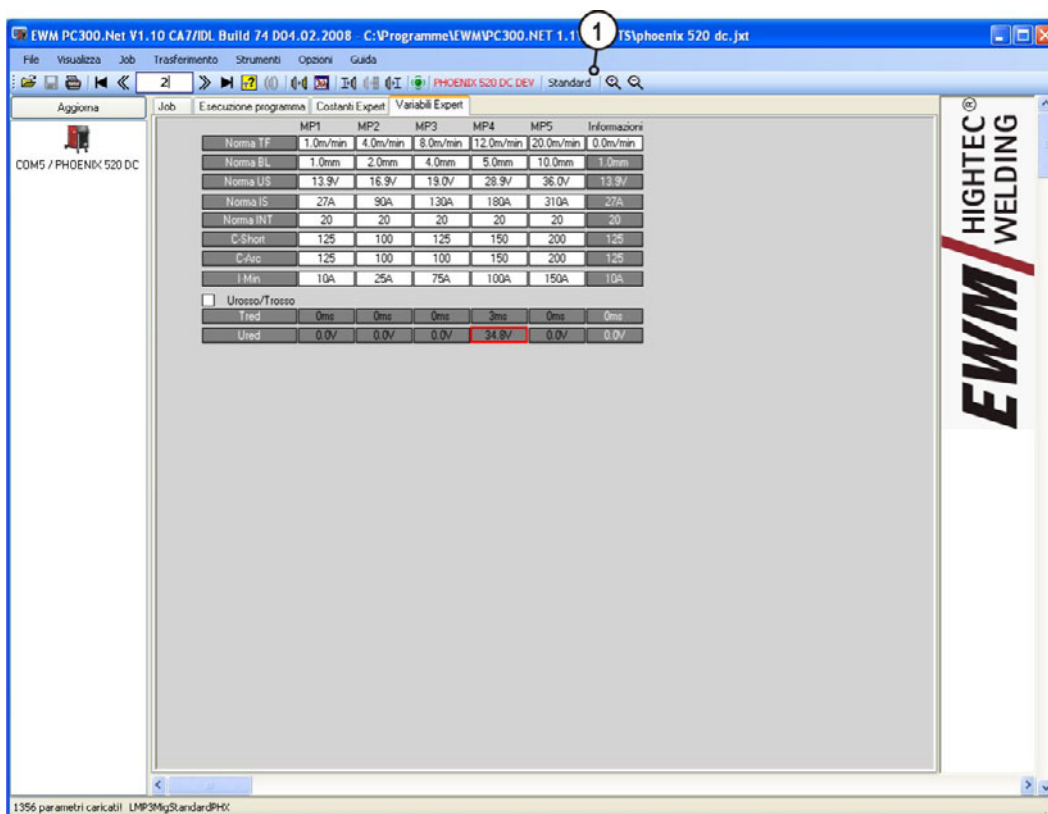 EWM PC300.Net V1.10 CA7/IDL Build 74 D04.02.2008 - C:\Programme\EWM\PC300.NET 1.1 TS\phoenix 520 dc.jxt
1
File Visualizza Job Trasferimento Strumenti Opzioni Guida
2 PHOENIX 520 DC DEV Standard
Aggiorna
COM5 / PHOENIX 520 DC
Job Esecuzione programma Costanti Expert Variabili Expert
MP1 MP2 MP3 MP4 MP5 Informazioni
Norma TF 1.0m/min 4.0m/min 8.0m/min 12.0m/min 20.0m/min 0.0m/min
Norma BL 1.0mm 2.0mm 4.0mm 5.0mm 10.0mm 1.0mm
Norma US 13.9V 16.9V 19.0V 28.9V 36.0V 13.9V
Norma IS 27A 90A 130A 180A 310A 27A
Norma INT 20 20 20 20 20 20
C-Short 125 100 125 150 200 125
C-Arc 125 100 100 150 200 125
I-Min 10A 25A 75A 100A 150A 10A
Urosso/Trosso
Tred 0ms 0ms 0ms 3ms 0ms 0ms
Ured 0.0V 0.0V 0.0V 34.8V 0.0V 0.0V
EWM HIGHTEC® WELDING
1356 parametri caricati! LMP3MigStandardPHX